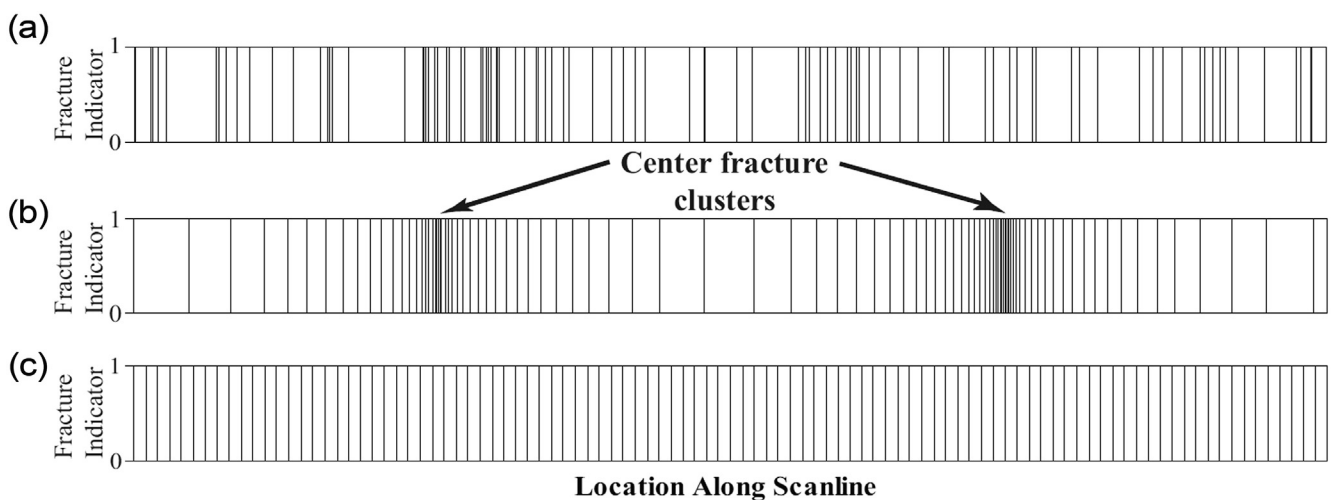 (a)
1
Fracture
Indicator
0
Center fracture
clusters
(b)
1
Fracture
Indicator
0
(c)
1
Fracture
Indicator
0
Location Along Scanline